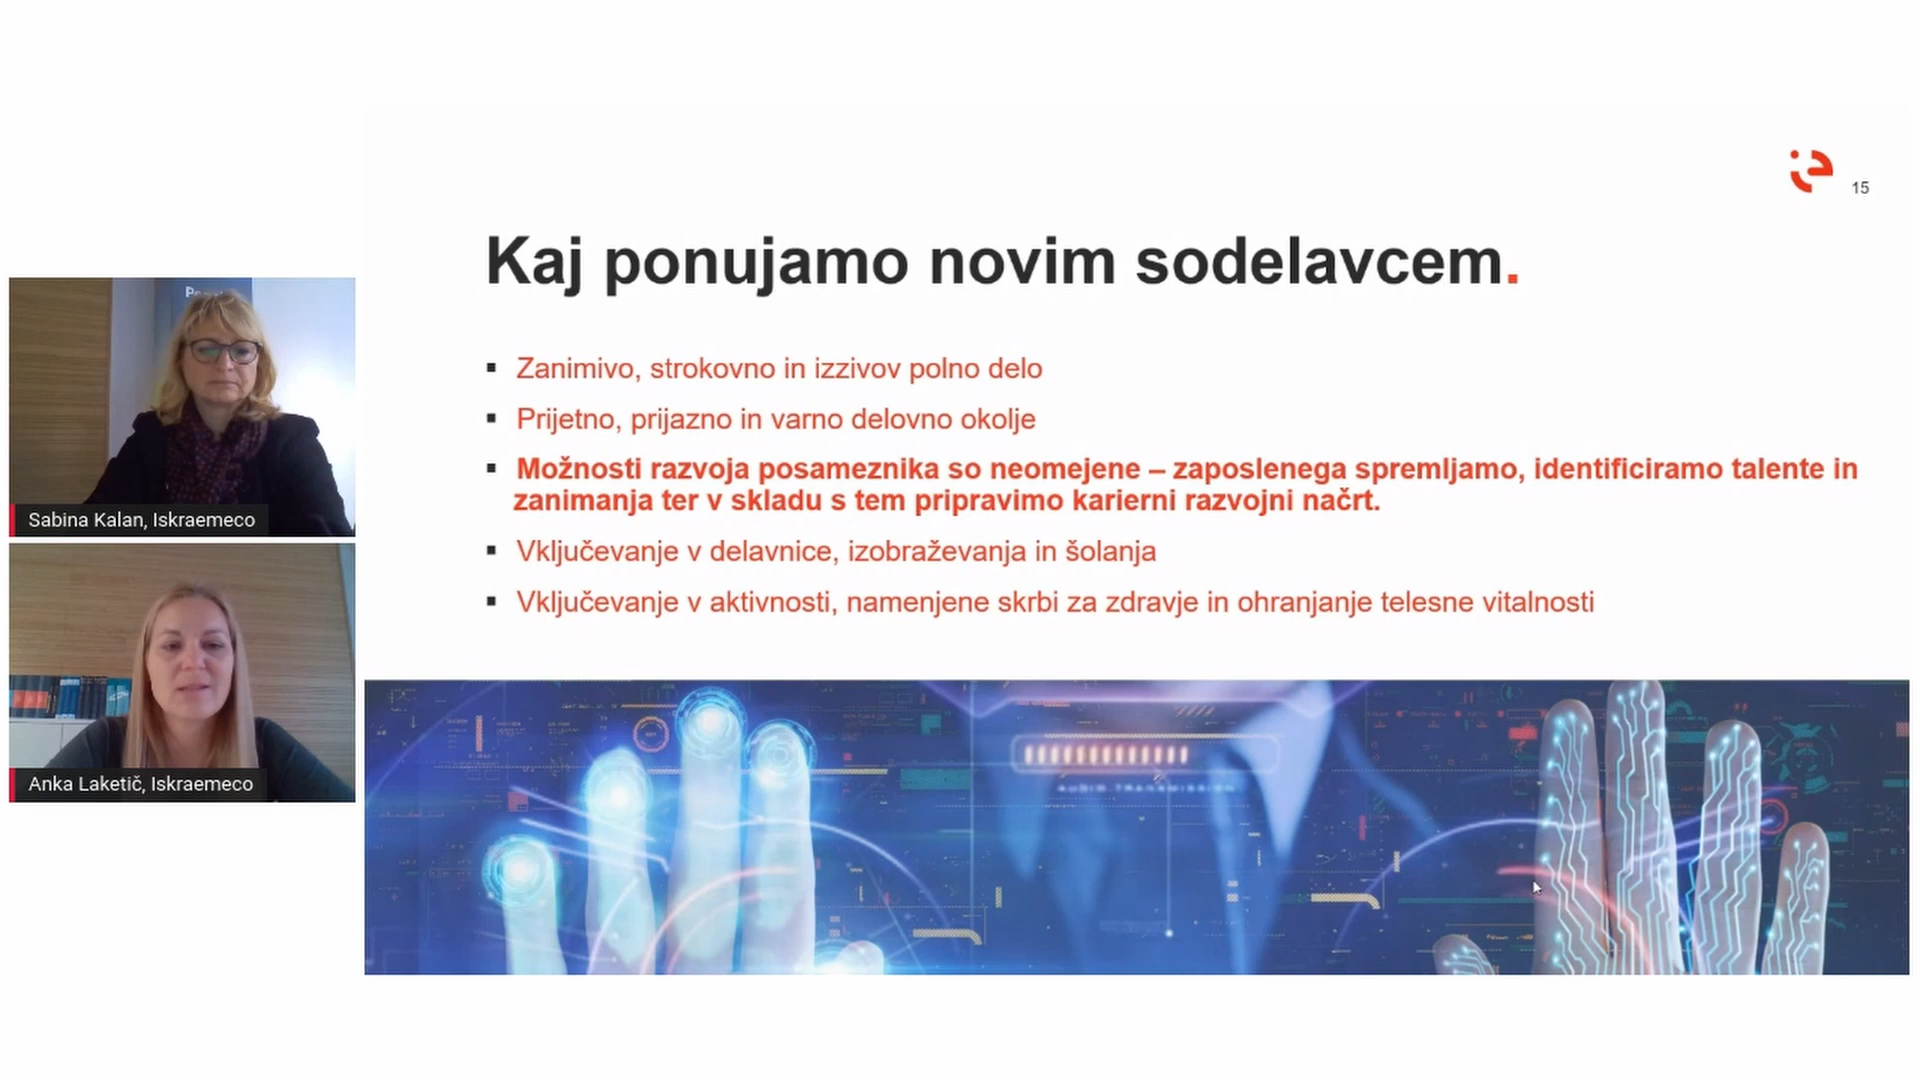 15
Kaj ponujamo novim sodelavcem.
Zanimivo, strokovno in izzivov polno delo
Prijetno, prijazno in varno delovno okolje
Možnosti razvoja posameznika so neomejene – zaposlenega spremljamo, identificiramo talente in
zanimanja ter v skladu s tem pripravimo karierni razvojni načrt.
Vključevanje v delavnice, izobraževanja in šolanja
Vključevanje v aktivnosti, namenjene skrbi za zdravje in ohranjanje telesne vitalnosti
Sabina Kalan, Iskraemeco
Anka Laketič, Iskraemeco
AUDIO TRANSMISSION